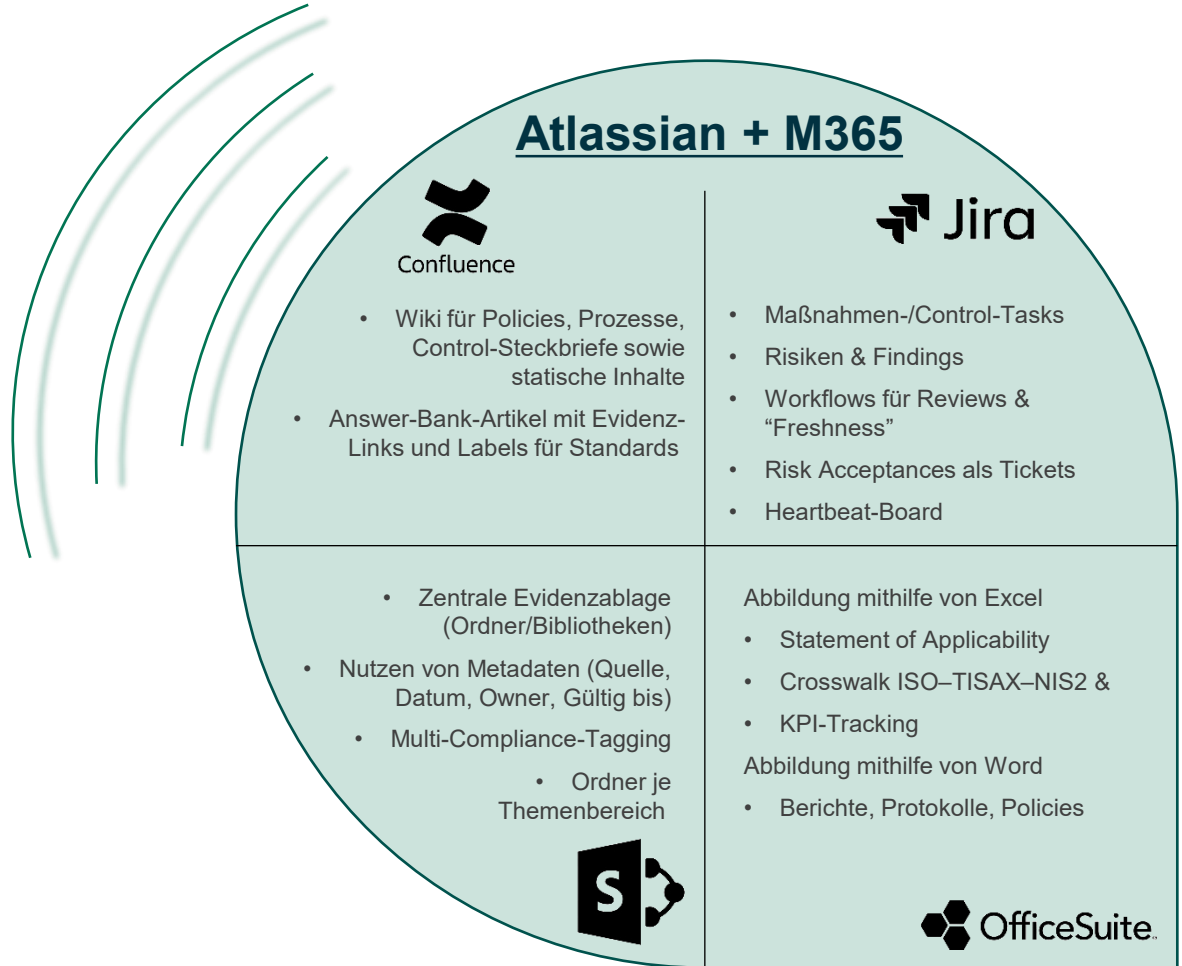 Atlassian + M365
Confluence
• Wiki für Policies, Prozesse,
Control-Steckbriefe sowie
statische Inhalte
• Answer-Bank-Artikel mit Evidenz-
Links und Labels für Standards
Jira
• Maßnahmen-/Control-Tasks
• Risiken & Findings
• Workflows für Reviews &
“Freshness”
• Risk Acceptances als Tickets
• Heartbeat-Board
• Zentrale Evidenzablage
(Ordner/Bibliotheken)
• Nutzen von Metadaten (Quelle,
Datum, Owner, Gültig bis)
• Multi-Compliance-Tagging
• Ordner je
Themenbereich
S
Abbildung mithilfe von Excel
• Statement of Applicability
• Crosswalk ISO–TISAX–NIS2 &
• KPI-Tracking
Abbildung mithilfe von Word
• Berichte, Protokolle, Policies
OfficeSuite